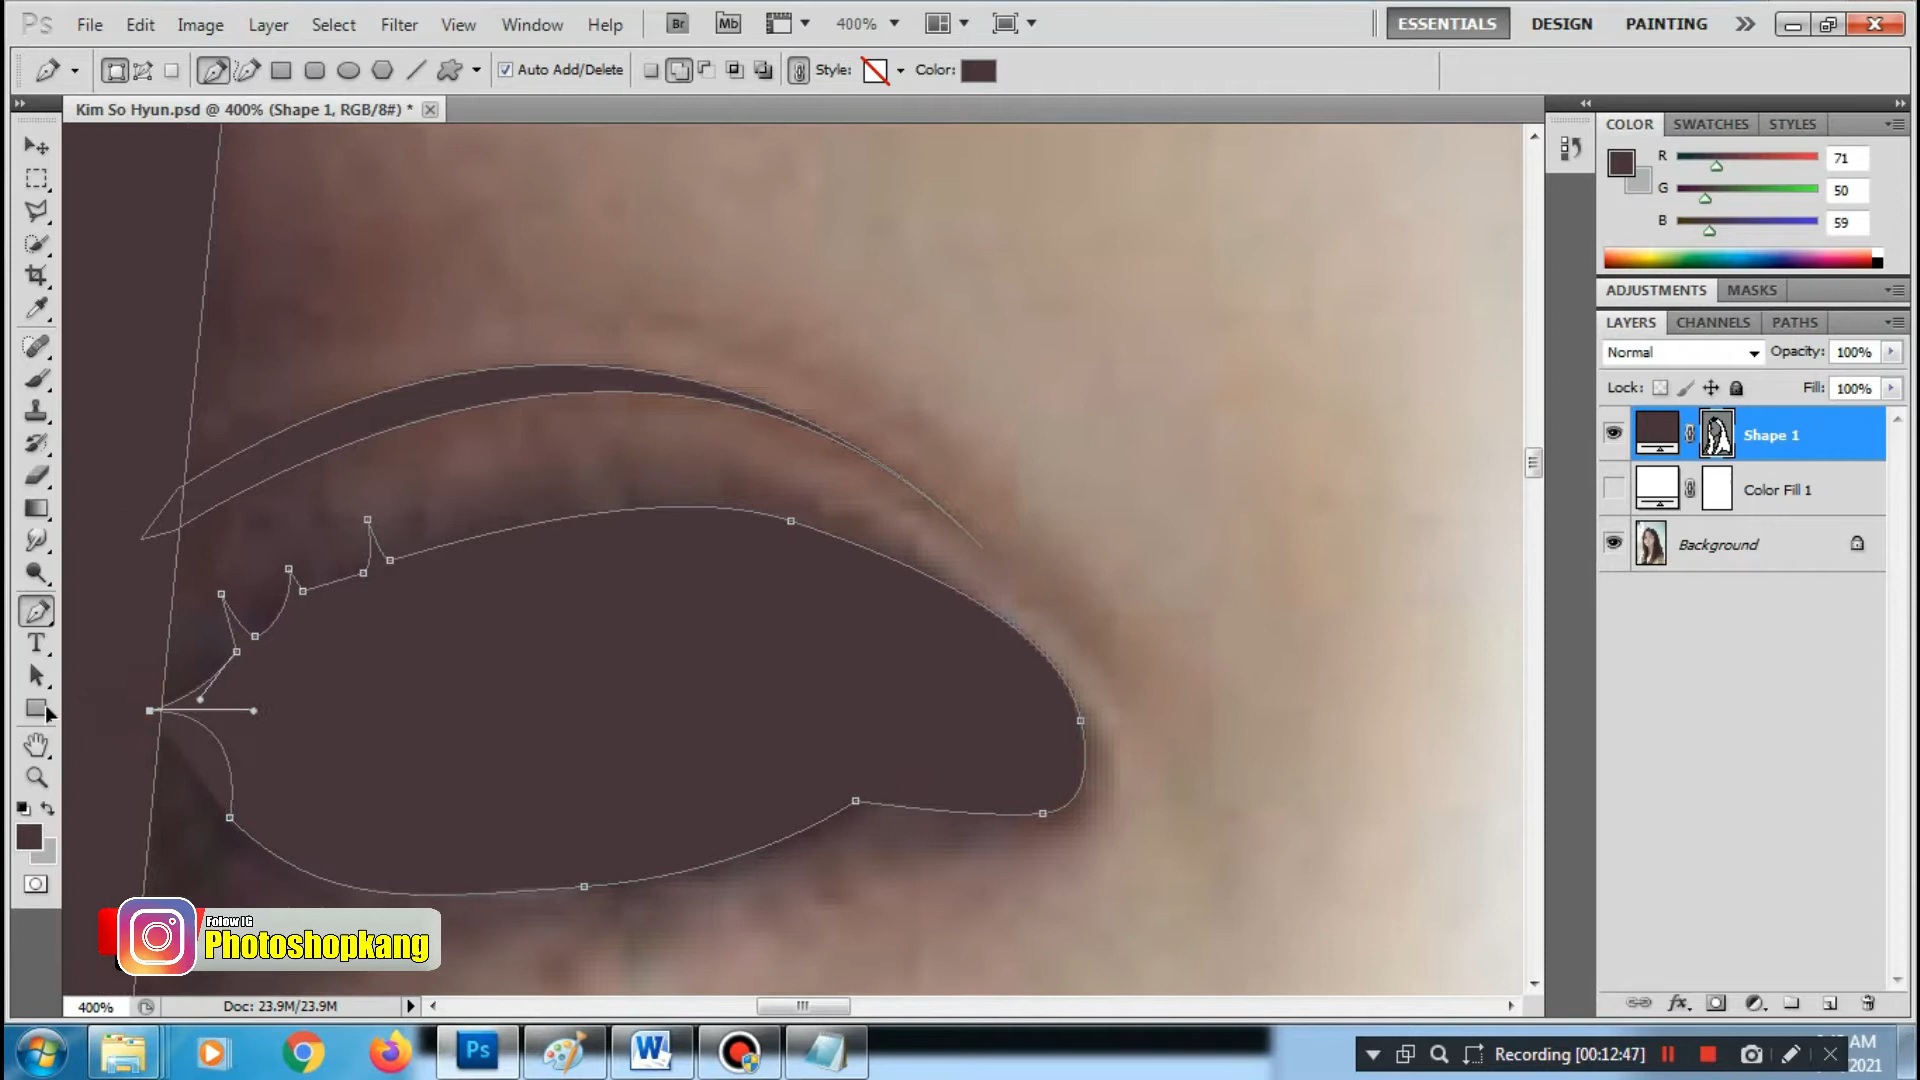 Ps File Edit Image Layer Select Filter View Window Help Br Mb 400% ESSENTIALS DESIGN PAINTING
Auto Add/Delete Style: Color:
Kim So Hyun.psd @ 400% (Shape 1, RGB/8#) *
COLOR SWATCHES STYLES
R 71
G 50
B 59
ADJUSTMENTS MASKS
LAYERS CHANNELS PATHS
Normal Opacity: 100%
Lock: Fill: 100%
Shape 1
Color Fill 1
Background
T
Folow IG
Photoshopkang
400% Doc: 23.9M/23.9M
fx
Ps W Recording [00:12:47] AM
2021